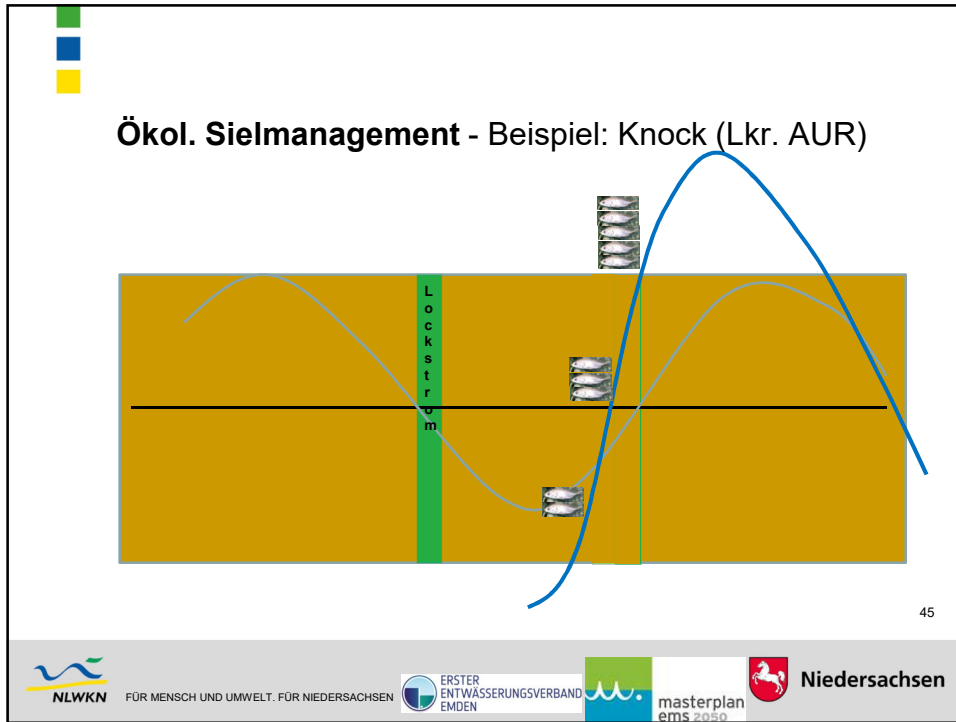 Ökol. Sielmanagement - Beispiel: Knock (Lkr. AUR)
Lockstrom
45
NLWKN
FÜR MENSCH UND UMWELT. FÜR NIEDERSACHSEN
ERSTER
ENTWÄSSERUNGSVERBAND
EMDEN
masterplan
ems 2050
Niedersachsen